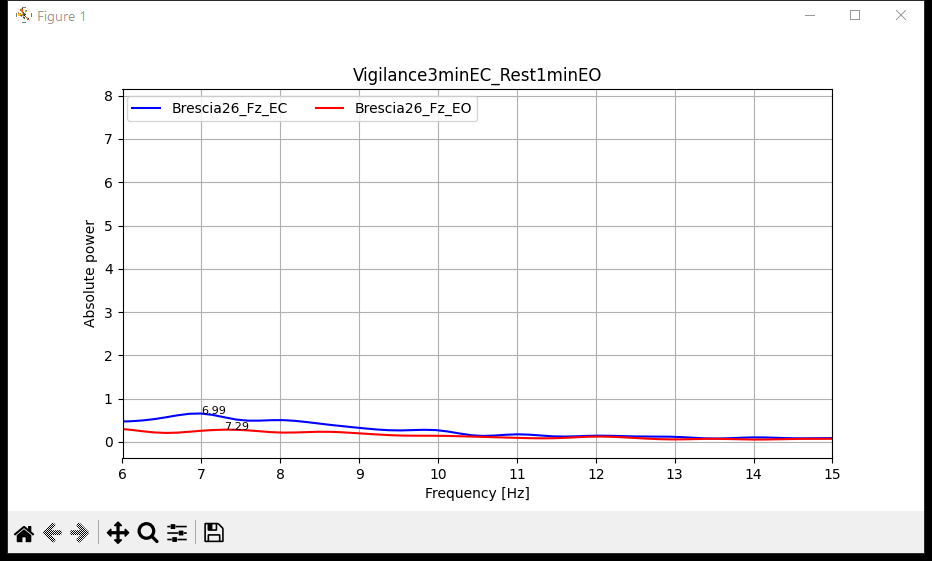 Figure 1
Vigilance3minEC_Rest1minEO
Brescia26_Fz_EC
Brescia26_Fz_EO
8
7
6
5
4
3
2
1
0
Absolute power
6.99
7.29
6 7 8 9 10 11 12 13 14 15
Frequency [Hz]